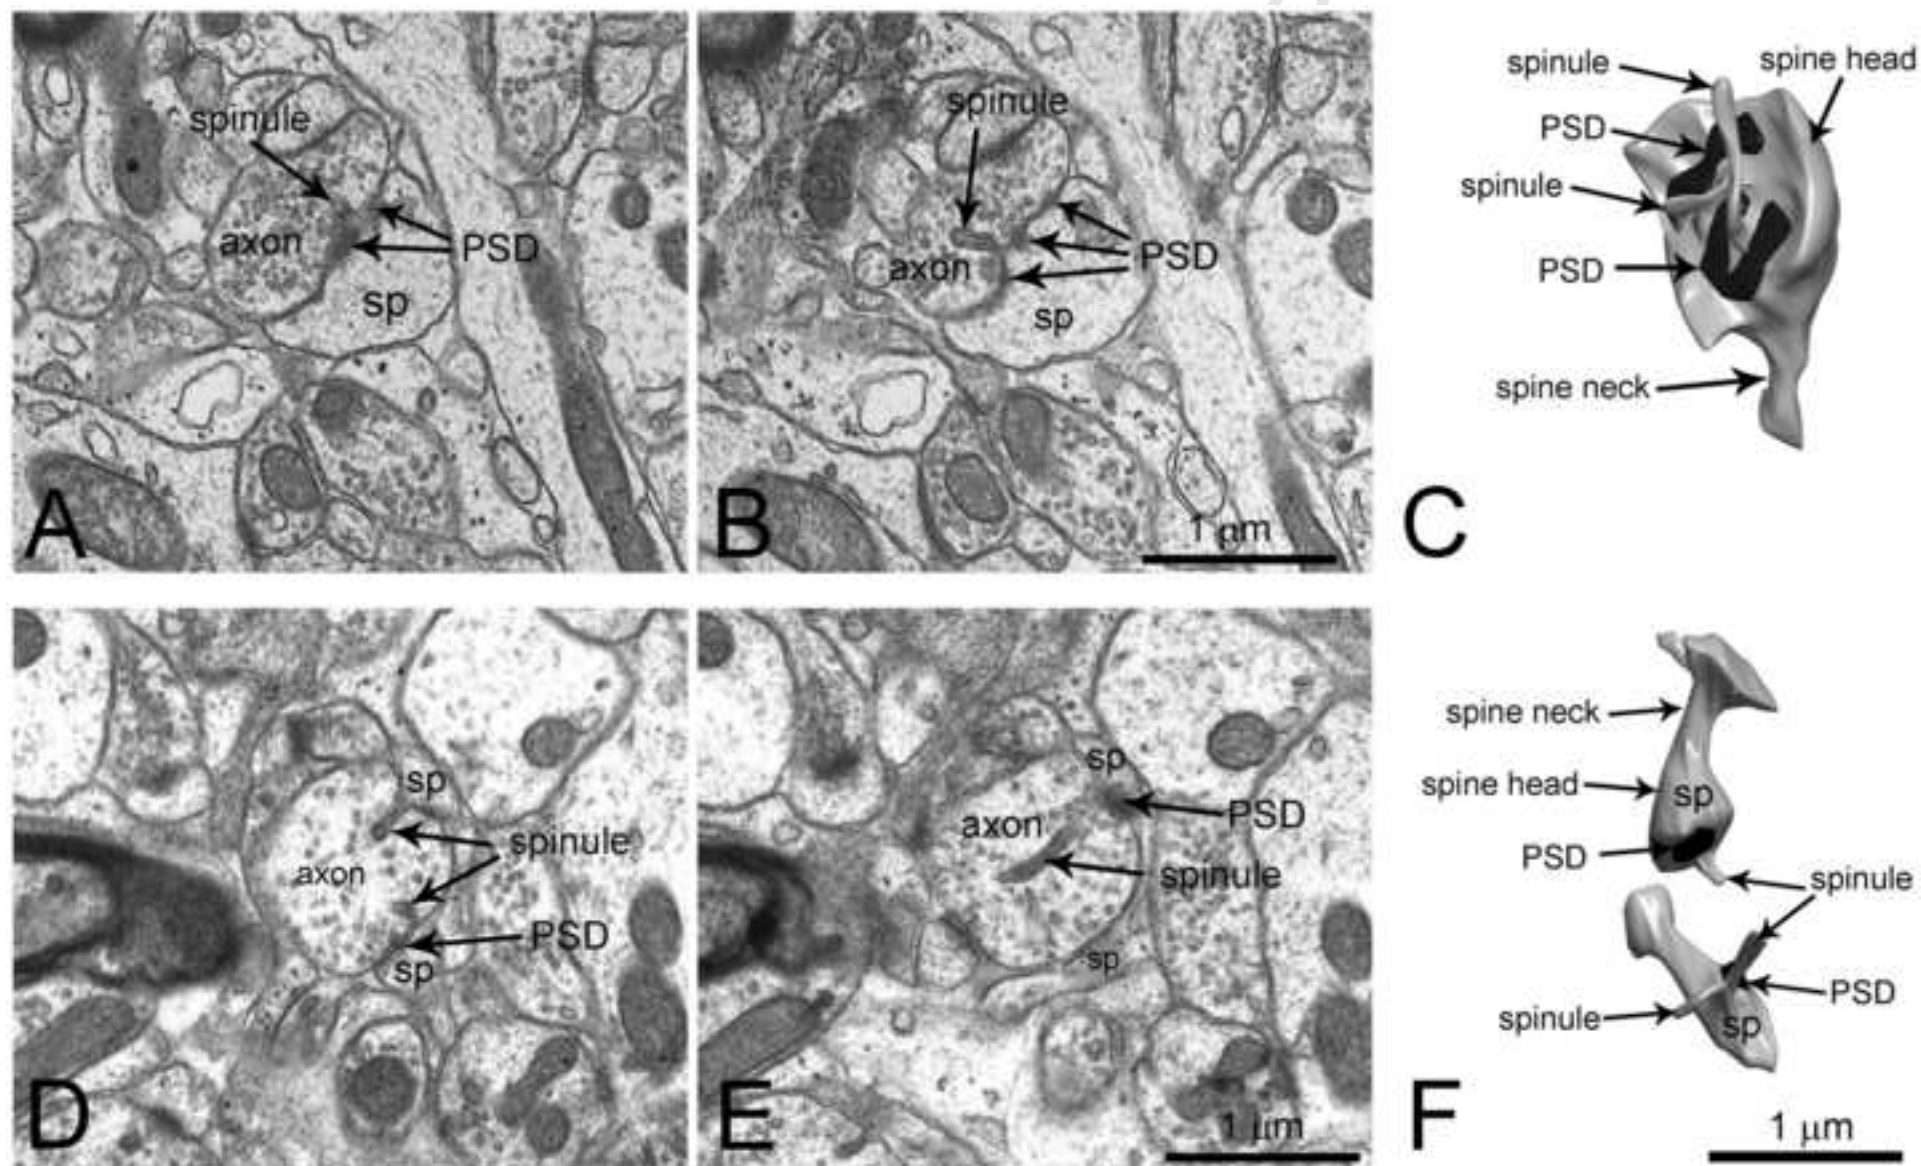 spinule
axon
PSD
sp
A
spinule
axon
PSD
sp
1 μm
B
spinule
spine head
PSD
spinule
PSD
spine neck
C
sp
spinule
axon
PSD
sp
D
sp
PSD
axon
spinule
sp
1 μm
E
spine neck
spine head
sp
PSD
spinule
PSD
spinule
sp
1 μm
F